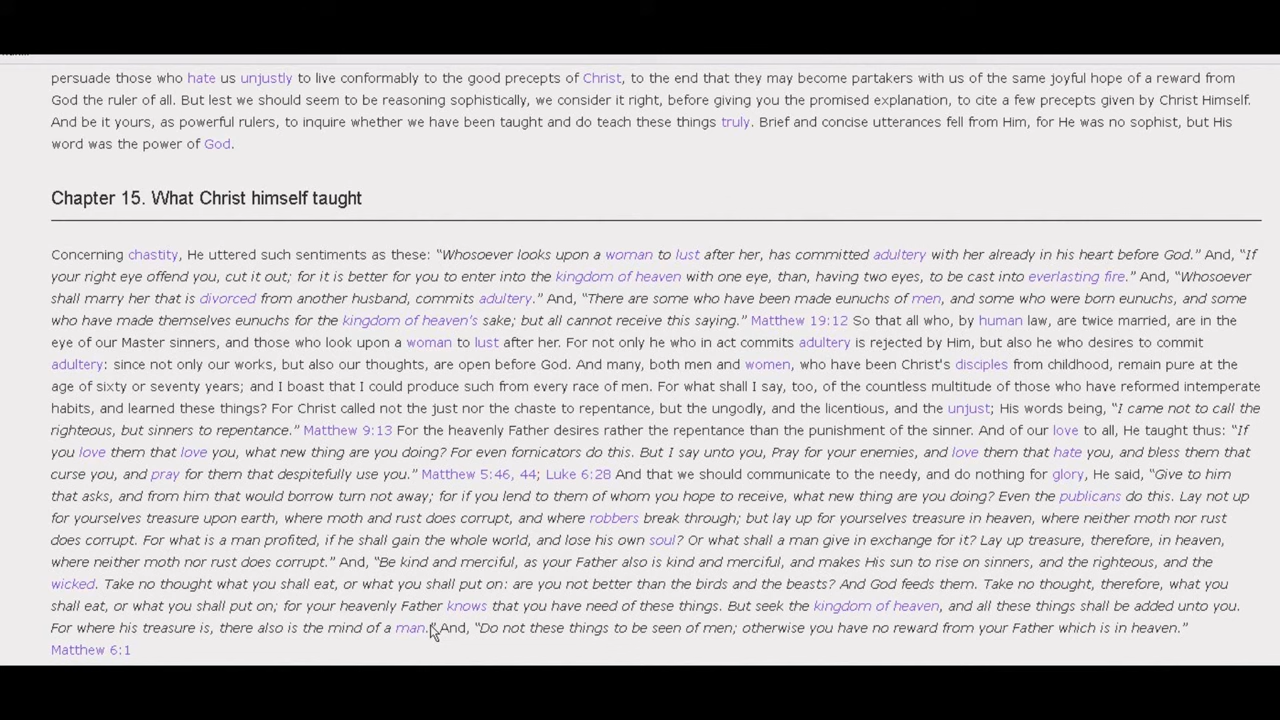 persuade those who hate us unjustly to live conformably to the good precepts of Christ, to the end that they may become partakers with us of the same joyful hope of a reward from
God the ruler of all. But lest we should seem to be reasoning sophistically, we consider it right, before giving you the promised explanation, to cite a few precepts given by Christ Himself.
And be it yours, as powerful rulers, to inquire whether we have been taught and do teach these things truly. Brief and concise utterances fell from Him, for He was no sophist, but His
word was the power of God.
Chapter 15. What Christ himself taught
Concerning chastity, He uttered such sentiments as these: “Whosoever looks upon a woman to lust after her, has committed adultery with her already in his heart before God.” And, “If
your right eye offend you, cut it out; for it is better for you to enter into the kingdom of heaven with one eye, than, having two eyes, to be cast into everlasting fire.” And, “Whosoever
shall marry her that is divorced from another husband, commits adultery.” And, “There are some who have been made eunuchs of men, and some who were born eunuchs, and some
who have made themselves eunuchs for the kingdom of heaven's sake; but all cannot receive this saying.” Matthew 19:12 So that all who, by human law, are twice married, are in the
eye of our Master sinners, and those who look upon a woman to lust after her. For not only he who in act commits adultery is rejected by Him, but also he who desires to commit
adultery: since not only our works, but also our thoughts, are open before God. And many, both men and women, who have been Christ's disciples from childhood, remain pure at the
age of sixty or seventy years; and I boast that I could produce such from every race of men. For what shall I say, too, of the countless multitude of those who have reformed intemperate
habits, and learned these things? For Christ called not the just nor the chaste to repentance, but the ungodly, and the licentious, and the unjust; His words being, “I came not to call the
righteous, but sinners to repentance.” Matthew 9:13 For the heavenly Father desires rather the repentance than the punishment of the sinner. And of our love to all, He taught thus: “If
you love them that love you, what new thing are you doing? For even fornicators do this. But I say unto you, Pray for your enemies, and love them that hate you, and bless them that
curse you, and pray for them that despitefully use you.” Matthew 5:46, 44; Luke 6:28 And that we should communicate to the needy, and do nothing for glory, He said, “Give to him
that asks, and from him that would borrow turn not away; for if you lend to them of whom you hope to receive, what new thing are you doing? Even the publicans do this. Lay not up
for yourselves treasure upon earth, where moth and rust does corrupt, and where robbers break through; but lay up for yourselves treasure in heaven, where neither moth nor rust
does corrupt. For what is a man profited, if he shall gain the whole world, and lose his own soul? Or what shall a man give in exchange for it? Lay up treasure, therefore, in heaven,
where neither moth nor rust does corrupt.” And, “Be kind and merciful, as your Father also is kind and merciful, and makes His sun to rise on sinners, and the righteous, and the
wicked. Take no thought what you shall eat, or what you shall put on: are you not better than the birds and the beasts? And God feeds them. Take no thought, therefore, what you
shall eat, or what you shall put on; for your heavenly Father knows that you have need of these things. But seek the kingdom of heaven, and all these things shall be added unto you.
For where his treasure is, there also is the mind of a man.” And, “Do not these things to be seen of men; otherwise you have no reward from your Father which is in heaven.”
Matthew 6:1